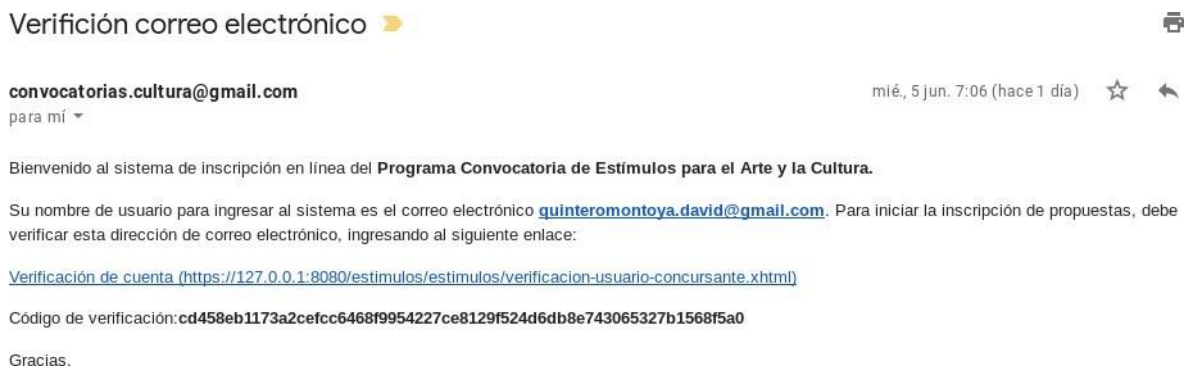 Verifición correo electrónico
convocatorias.cultura@gmail.com
mié., 5 jun. 7:06 (hace 1 día)
para mí
Bienvenido al sistema de inscripción en línea del Programa Convocatoria de Estímulos para el Arte y la Cultura.
Su nombre de usuario para ingresar al sistema es el correo electrónico quinteromontoya.david@gmail.com. Para iniciar la inscripción de propuestas, debe
verificar esta dirección de correo electrónico, ingresando al siguiente enlace:
Verificación de cuenta (https://127.0.0.1:8080/estimulos/estimulos/verificacion-usuario-concursante.xhtml)
Código de verificación:cd458eb1173a2cefcc6468f9954227ce8129f524d6db8e743065327b1568f5a0
Gracias.